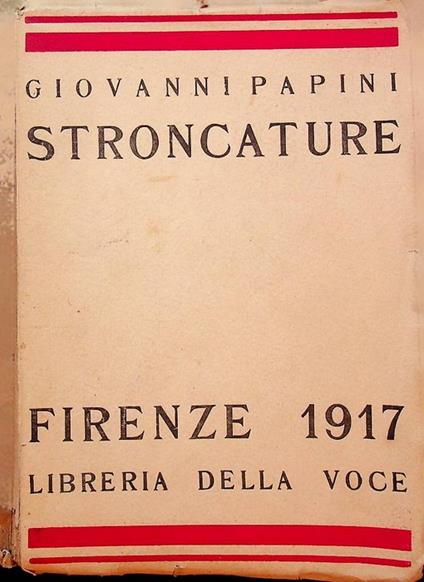 GIOVANNI PAPINI
STRONCATURE
FIRENZE 1917
LIBRERIA DELLA VOCE